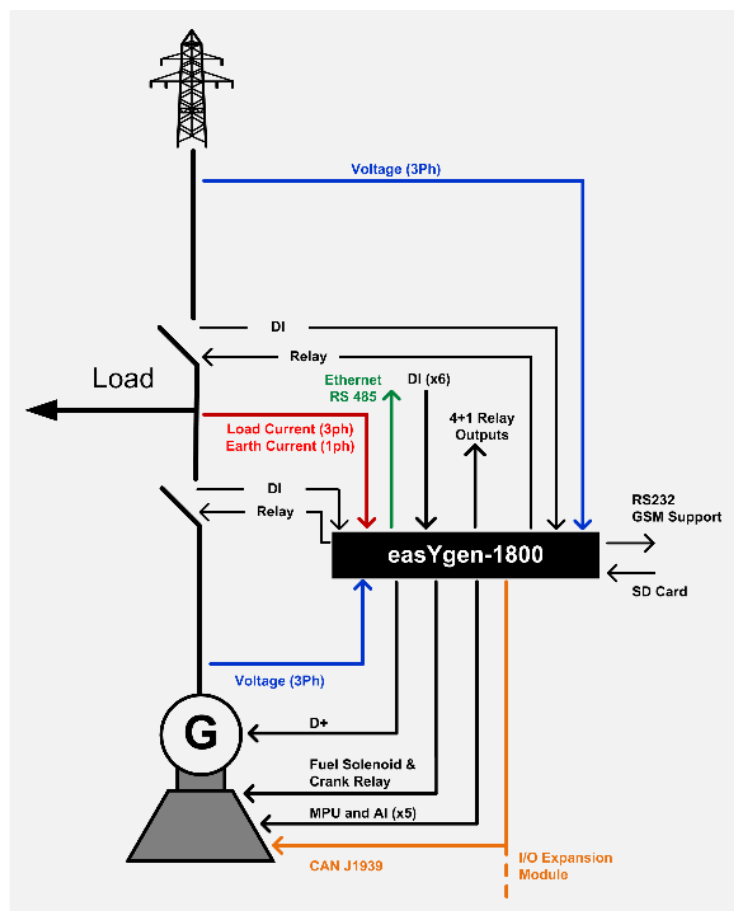 Voltage (3Ph)
DI
Relay
Load
Ethernet
RS 485
DI (x6)
4+1 Relay
Outputs
Load Current (3ph)
Earth Current (1ph)
DI
Relay
RS232
GSM Support
easYgen-1800
SD Card
Voltage (3Ph)
G
D+
Fuel Solenoid &
Crank Relay
MPU and AI (x5)
CAN J1939
I/O Expansion
Module